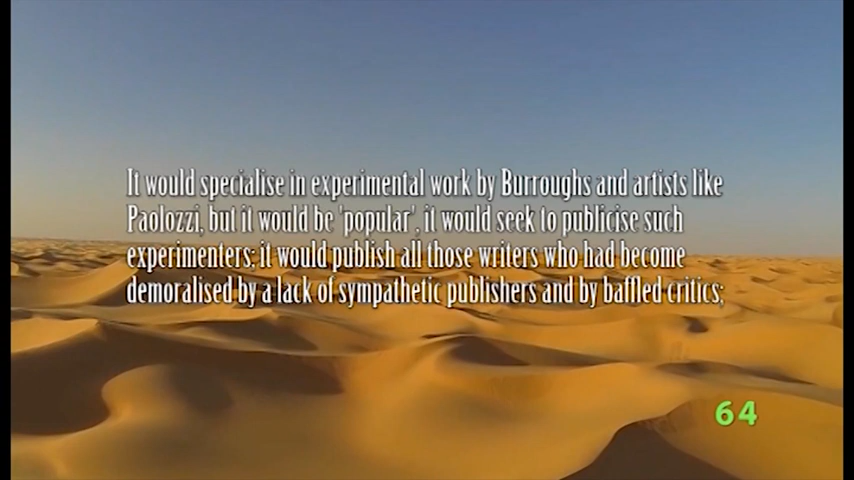 It would specialise in experimental work by Burroughs and artists like
Paolozzi, but it would be 'popular', it would seek to publicise such
experimenters: it would publish all those writers who had become
demoralised by a lack of sympathetic publishers and by baffled critics;
64